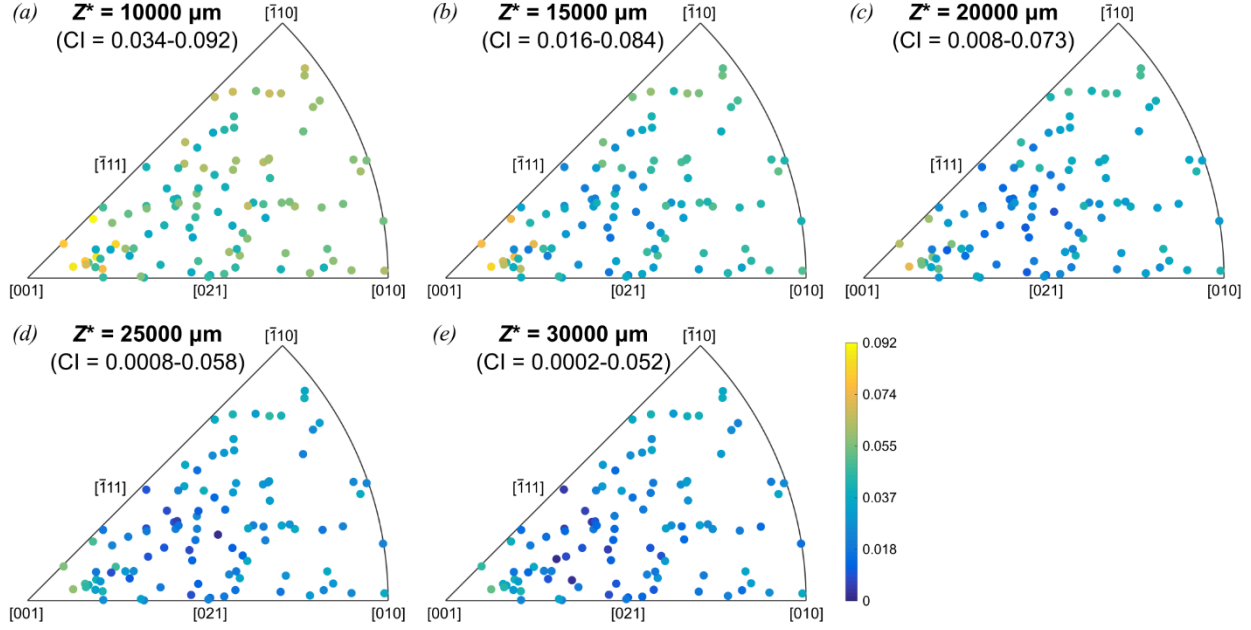 (a) Z* = 10000 µm
(CI = 0.034-0.092)
[1̄10]
[1̄11]
[001] [021] [010]
(b) Z* = 15000 µm
(CI = 0.016-0.084)
[1̄10]
[1̄11]
[001] [021] [010]
(c) Z* = 20000 µm
(CI = 0.008-0.073)
[1̄10]
[1̄11]
[001] [021] [010]
(d) Z* = 25000 µm
(CI = 0.0008-0.058)
[1̄10]
[1̄11]
[001] [021] [010]
(e) Z* = 30000 µm
(CI = 0.0002-0.052)
[1̄10]
[1̄11]
[001] [021] [010]
0.092
0.074
0.055
0.037
0.018
0